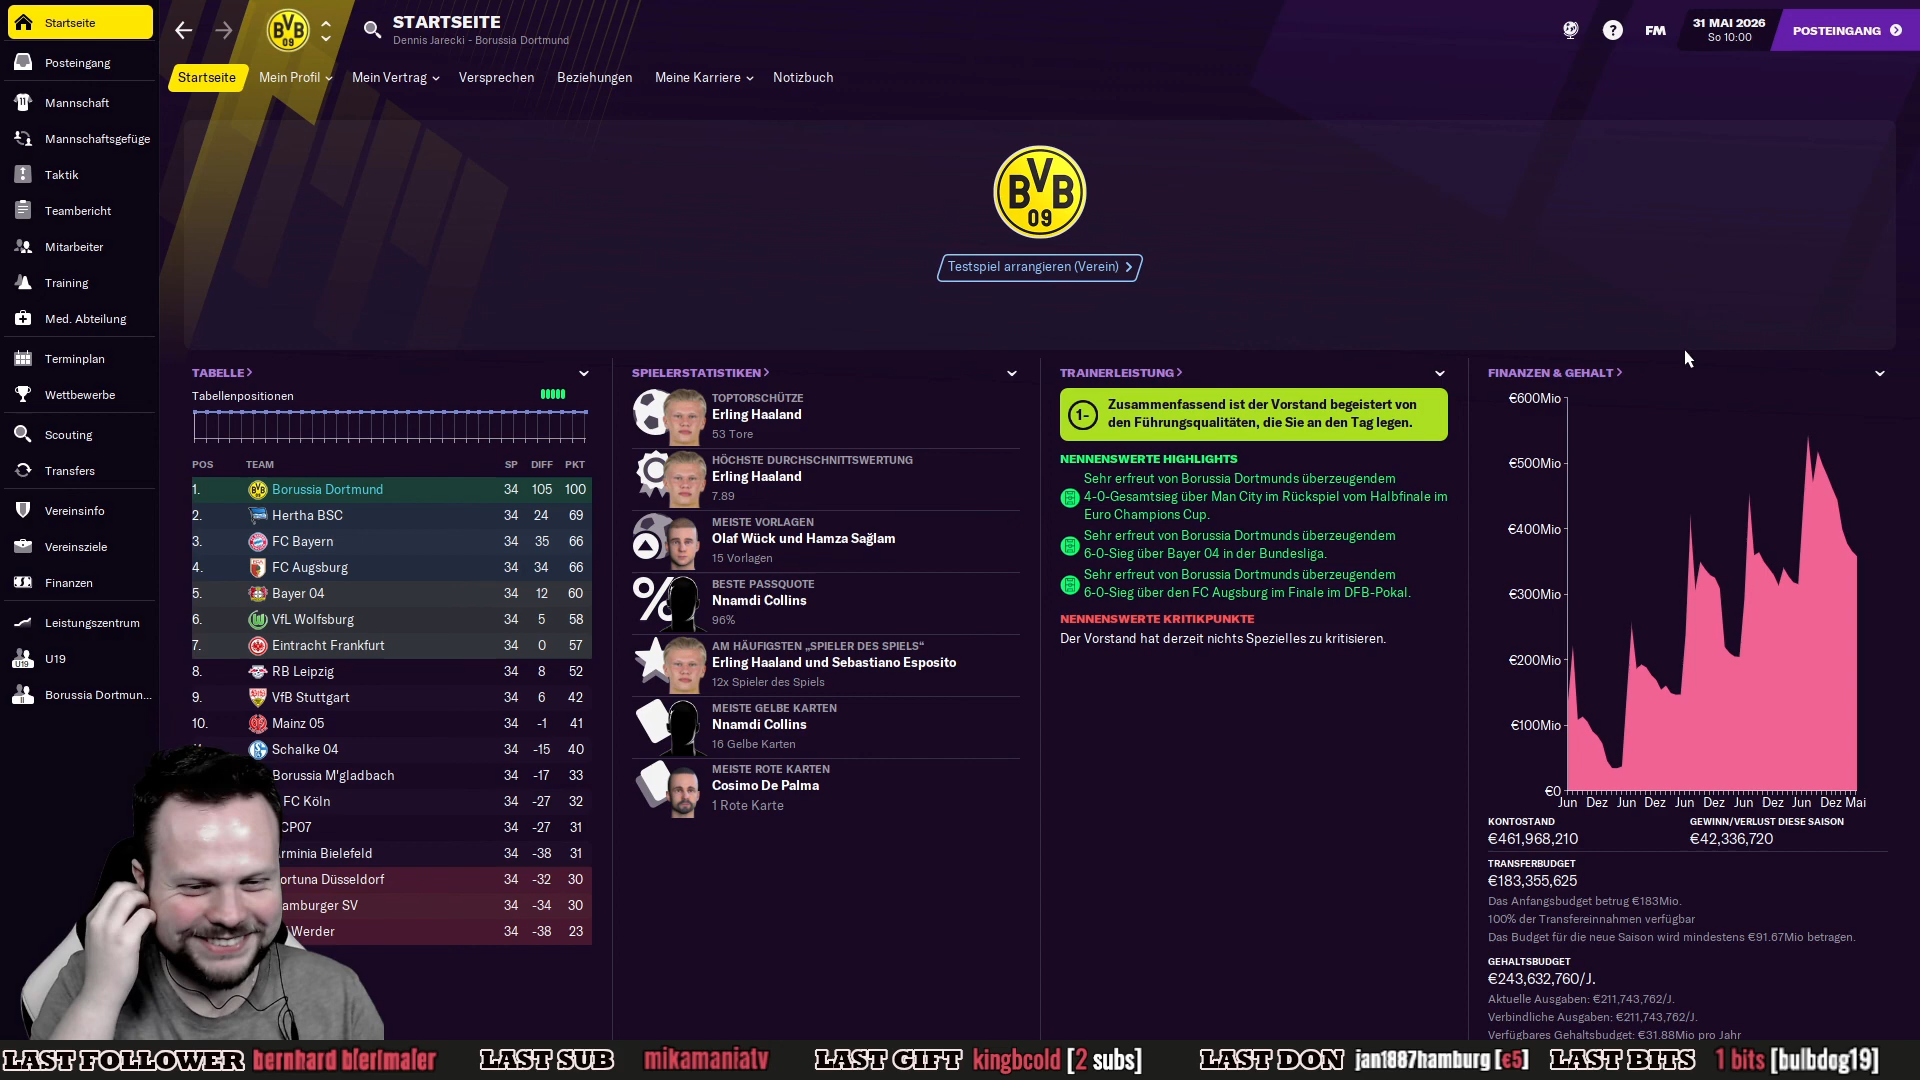 Startseite
Posteingang
Mannschaft
Mannschaftsgefüge
Taktik
Teambericht
Mitarbeiter
Training
Med. Abteilung
Terminplan
Wettbewerbe
Scouting
Transfers
Vereinsinfo
Vereinsziele
Finanzen
Leistungszentrum
U19
Borussia Dortmun...
STARTSEITE
Dennis Jarecki - Borussia Dortmund
FM
31 MAI 2026
So 10:00
POSTEINGANG
Startseite Mein Profil Mein Vertrag Versprechen Beziehungen Meine Karriere Notizbuch
BVB
09
Testspiel arrangieren (Verein)
TABELLE
Tabellenpositionen
POS TEAM SP DIFF PKT
1. Borussia Dortmund 34 105 100
2. Hertha BSC 34 24 69
3. FC Bayern 34 35 66
4. FC Augsburg 34 34 66
5. Bayer 04 34 12 60
6. VfL Wolfsburg 34 5 58
7. Eintracht Frankfurt 34 0 57
8. RB Leipzig 34 8 52
9. VfB Stuttgart 34 6 42
10. Mainz 05 34 -1 41
Schalke 04 34 -15 40
Borussia M'gladbach 34 -17 33
FC Köln 34 -27 32
CP07 34 -27 31
rminia Bielefeld 34 -38 31
ortuna Düsseldorf 34 -32 30
amburger SV 34 -34 30
Werder 34 -38 23
SPIELERSTATISTIKEN
TOPTORSCHÜTZE
Erling Haaland
53 Tore
HÖCHSTE DURCHSCHNITTSWERTUNG
Erling Haaland
7.89
MEISTE VORLAGEN
Olaf Wück und Hamza Sağlam
15 Vorlagen
BESTE PASSQUOTE
Nnamdi Collins
96%
AM HÄUFIGSTEN „SPIELER DES SPIELS“
Erling Haaland und Sebastiano Esposito
12x Spieler des Spiels
MEISTE GELBE KARTEN
Nnamdi Collins
16 Gelbe Karten
MEISTE ROTE KARTEN
Cosimo De Palma
1 Rote Karte
TRAINERLEISTUNG
1-
Zusammenfassend ist der Vorstand begeistert von
den Führungsqualitäten, die Sie an den Tag legen.
NENNENSWERTE HIGHLIGHTS
Sehr erfreut von Borussia Dortmunds überzeugendem
4-0-Gesamtsieg über Man City im Rückspiel vom Halbfinale im
Euro Champions Cup.
Sehr erfreut von Borussia Dortmunds überzeugendem
6-0-Sieg über Bayer 04 in der Bundesliga.
Sehr erfreut von Borussia Dortmunds überzeugendem
6-0-Sieg über den FC Augsburg im Finale im DFB-Pokal.
NENNENSWERTE KRITIKPUNKTE
Der Vorstand hat derzeit nichts Spezielles zu kritisieren.
FINANZEN & GEHALT
€600Mio
€500Mio
€400Mio
€300Mio
€200Mio
€100Mio
€0
Jun Dez Jun Dez Jun Dez Jun Dez Jun Dez Mai
KONTOSTAND GEWINN/VERLUST DIESE SAISON
€461,968,210 €42,336,720
TRANSFERBUDGET
€183,355,625
Das Anfangsbudget betrug €183Mio.
100% der Transfereinnahmen verfügbar
Das Budget für die neue Saison wird mindestens €91.67Mio betragen.
GEHALTSBUDGET
€243,632,760/J.
Aktuelle Ausgaben: €211,743,762/J.
Verbindliche Ausgaben: €211,743,762/J.
Verfügbares Gehaltsbudget: €31.88Mio pro Jahr
LAST FOLLOWER bernhard bierlmaier LAST SUB mikamaniatv LAST GIFT kingbcold [2 subs] LAST DON jan1887hamburg [€5] LAST BITS 1 bits [bulbdog19]